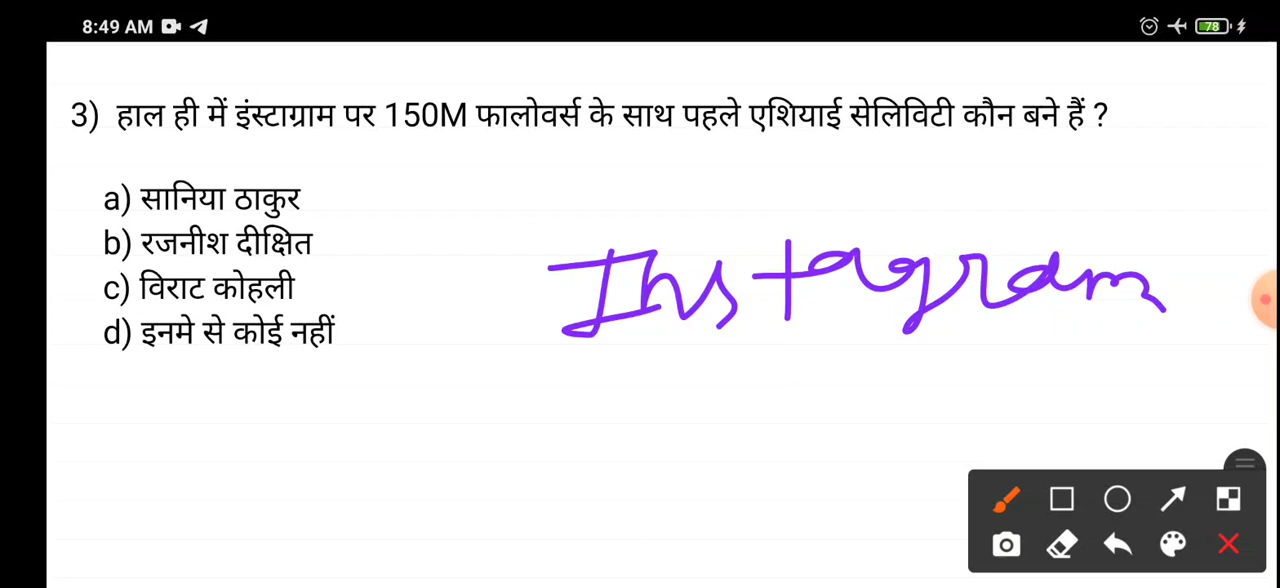 8:49 AM
78
3) हाल ही में इंस्टाग्राम पर 150M फालोवर्स के साथ पहले एशियाई सेलिविटी कौन बने हैं ?
a) सानिया ठाकुर
b) रजनीश दीक्षित
c) विराट कोहली
d) इनमे से कोई नहीं
Instagram